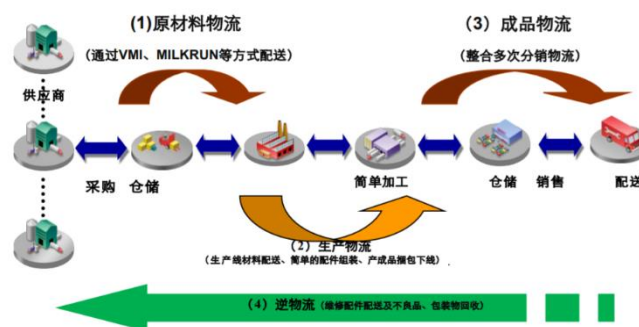 (1)原材料物流
(通过VMI、MILKRUN等方式配送)
(3）成品物流
(整合多次分销物流)
供应商
采购 仓储
简单加工
仓储 销售 配送
（2）生产物流
(生产线材料配送、简单的配件组装、产成品捆包下线)
（4）逆物流（维修配件配送及不良品、包装物回收）